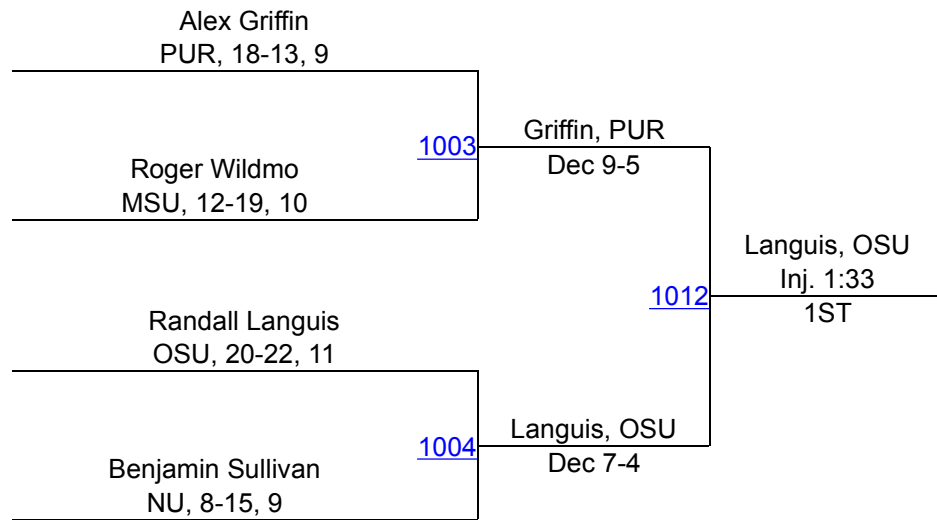 Alex Griffin
PUR, 18-13, 9
1003
Griffin, PUR
Dec 9-5
Roger Wildmo
MSU, 12-19, 10
Languis, OSU
Inj. 1:33
1ST
1012
Randall Languis
OSU, 20-22, 11
1004
Languis, OSU
Dec 7-4
Benjamin Sullivan
NU, 8-15, 9